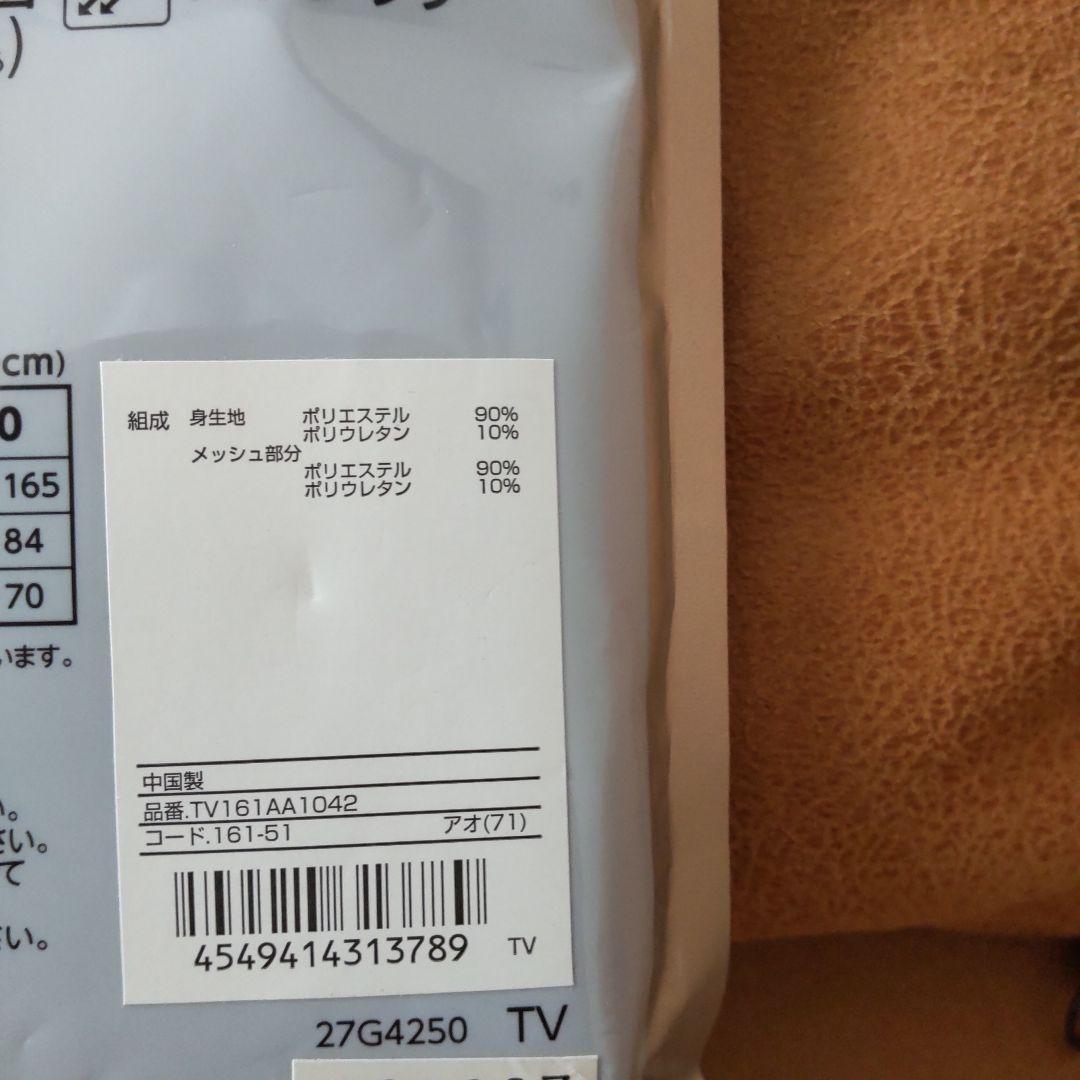 cm)
0
165
84
70
います。
さい。
て
さい。
組成 身生地 ポリエステル 90%
ポリウレタン 10%
メッシュ部分
ポリエステル 90%
ポリウレタン 10%
中国製
品番.TV161AA1042
コード.161-51 アオ(71)
4549414313789 TV
27G4250 TV